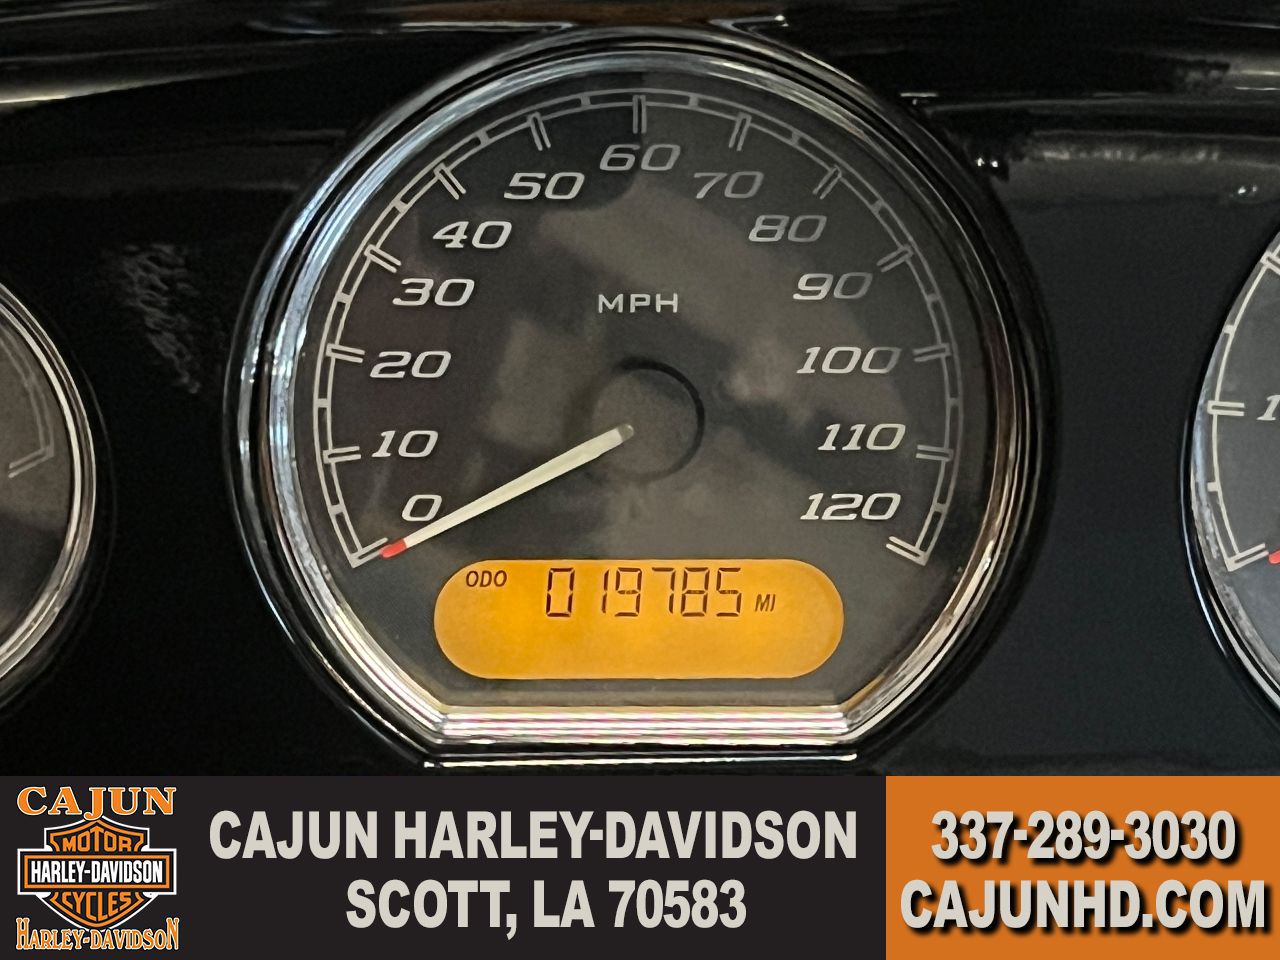 60
50
70
40
80
30
MPH
90
20
100
10
110
0
120
ODO 019785 MI
1
CAJUN
MOTOR
HARLEY-DAVIDSON
CYCLES
HARLEY-DAVIDSON
CAJUN HARLEY-DAVIDSON
SCOTT, LA 70583
337-289-3030
CAJUNHD.COM